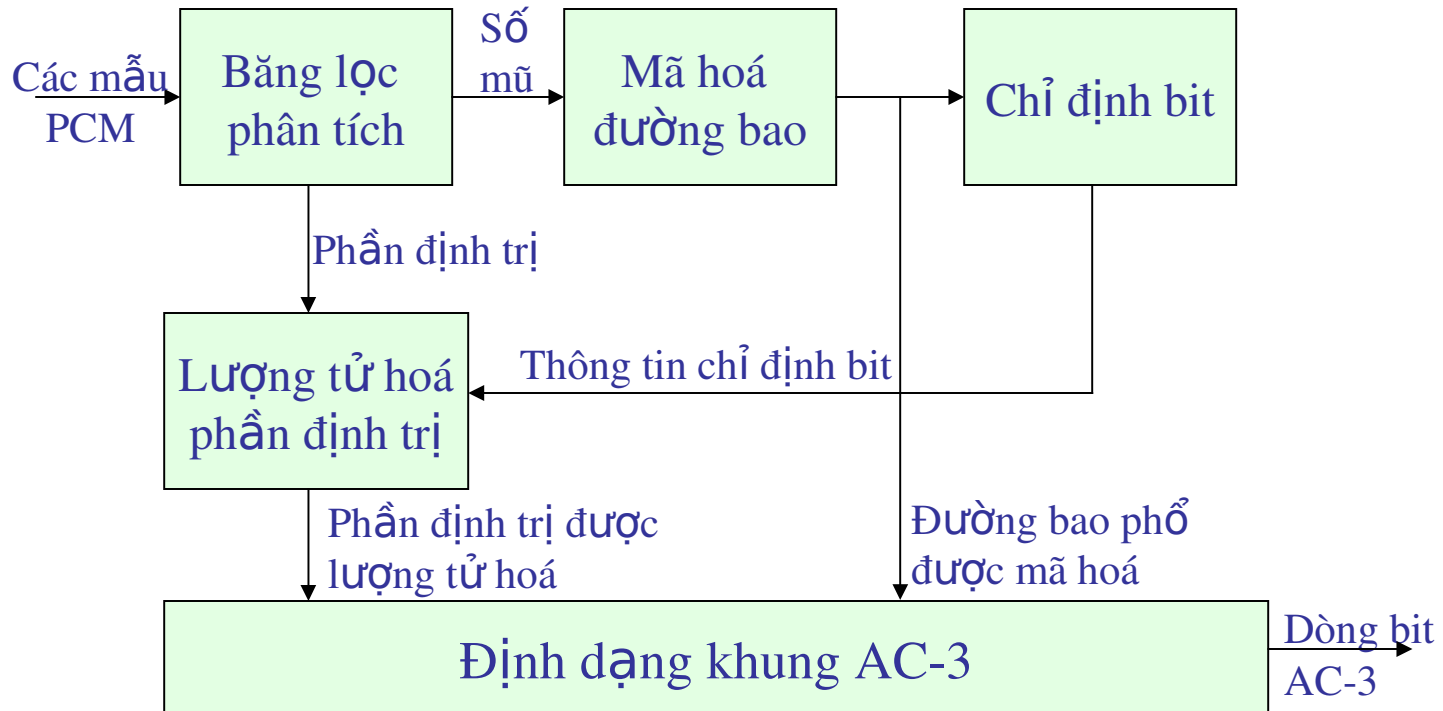 Các mẫu
PCM
Băng lọc
phân tích
Số
mũ
Mã hoá
đường bao
Chỉ định bit
Phần định trị
Lượng tử hoá
phần định trị
Thông tin chỉ định bit
Phần định trị được
lượng tử hoá
Đường bao phổ
được mã hoá
Định dạng khung AC-3
Dòng bit
AC-3